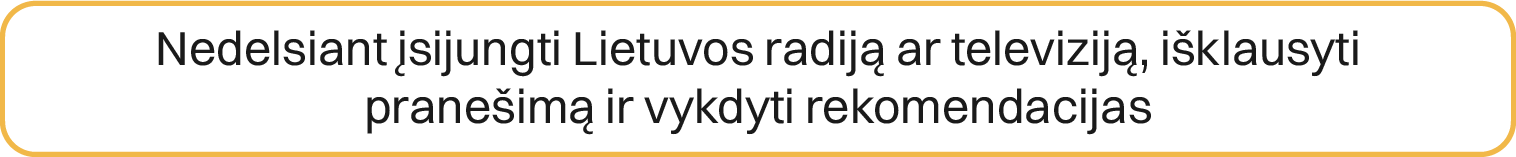 Nedelsiant įsijungti Lietuvos radiją ar televiziją, išklausyti
pranešimą ir vykdyti rekomendacijas